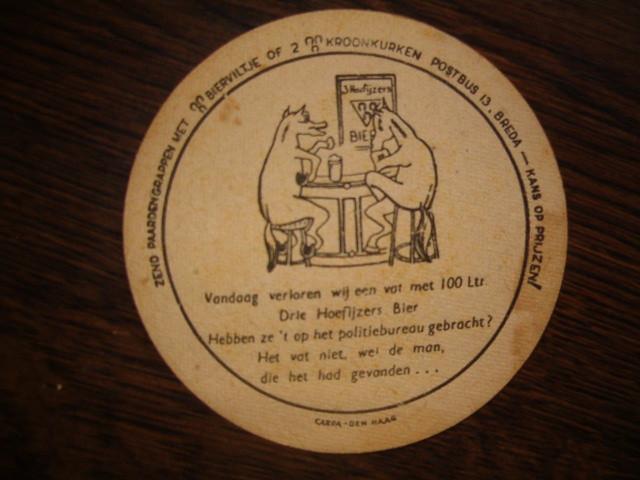 ZEND PAARDENGRAPPEN MET BIERVILTJE OF 2 KROONKURKEN POSTBUS 13, BREDA — KANS OP PRIJZEN!
3 Hoefijzers
BIER
Vandaag verloren wij een vat met 100 Ltr.
Drie Hoefijzers Bier
Hebben ze 't op het politiebureau gebracht?
Het vat niet, wel de man,
die het had gevonden . . .
CARPA - DEN HAAG